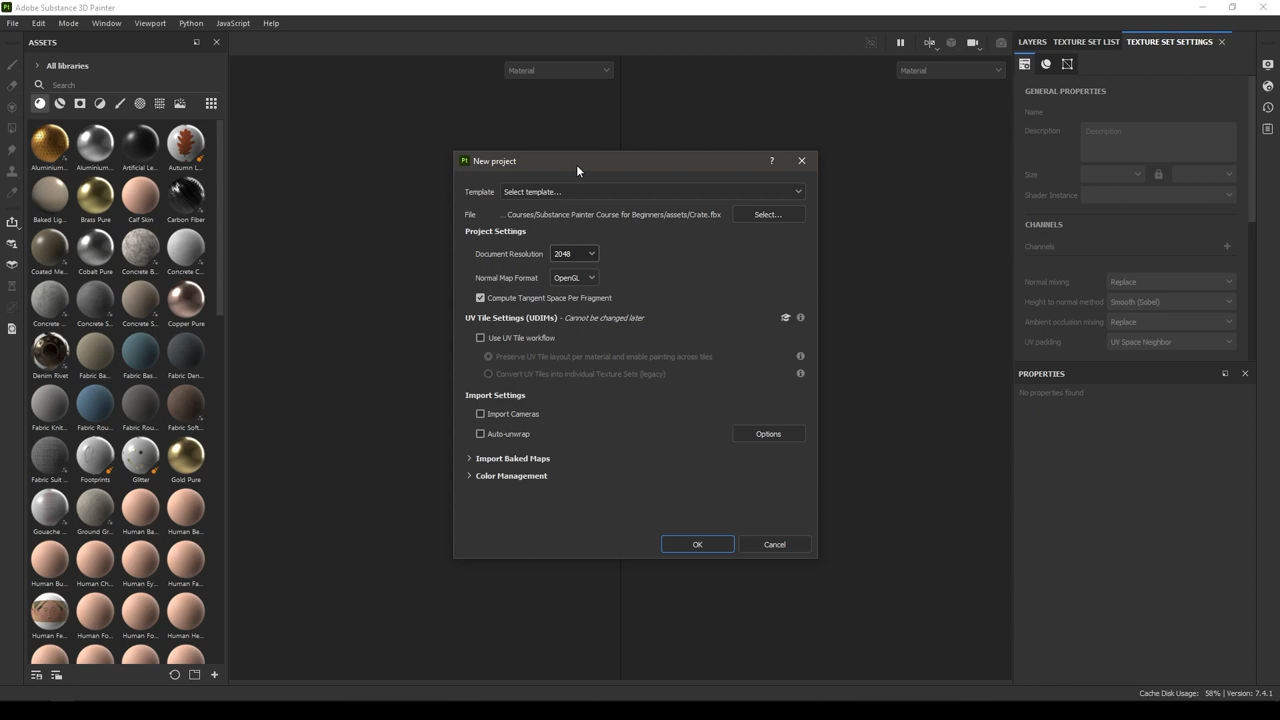 Adobe Substance 3D Painter
File Edit Mode Window Viewport Python JavaScript Help
ASSETS
All libraries
Search
Aluminium... Aluminium... Artificial Le... Autumn L...
Baked Lig... Brass Pure Calf Skin Carbon Fiber
Coated Me... Cobalt Pure Concrete B... Concrete C...
Concrete ... Concrete S... Concrete S... Copper Pure
Denim Rivet Fabric Ba... Fabric Bas... Fabric Den...
Fabric Knit... Fabric Rou... Fabric Rou... Fabric Soft...
Fabric Suit ... Footprints Glitter Gold Pure
Gouache ... Ground Gr... Human Ba... Human Be...
Human Bu... Human Ch... Human Ey... Human Fa...
Human Fe... Human Fo... Human Fo... Human He...
Material
Material
Pt New project ?
Template Select template...
File ... Courses/Substance Painter Course for Beginners/assets/Crate.fbx Select...
Project Settings
Document Resolution 2048
Normal Map Format OpenGL
Compute Tangent Space Per Fragment
UV Tile Settings (UDIMs) - Cannot be changed later
Use UV Tile workflow
Preserve UV Tile layout per material and enable painting across tiles
Convert UV Tiles into individual Texture Sets (legacy)
Import Settings
Import Cameras
Auto-unwrap Options
Import Baked Maps
Color Management
OK Cancel
LAYERS TEXTURE SET LIST TEXTURE SET SETTINGS
GENERAL PROPERTIES
Name
Description Description
Size
Shader Instance
CHANNELS
Channels
Normal mixing Replace
Height to normal method Smooth (Sobel)
Ambient occlusion mixing Replace
UV padding UV Space Neighbor
PROPERTIES
No properties found
Cache Disk Usage: 58% | Version: 7.4.1